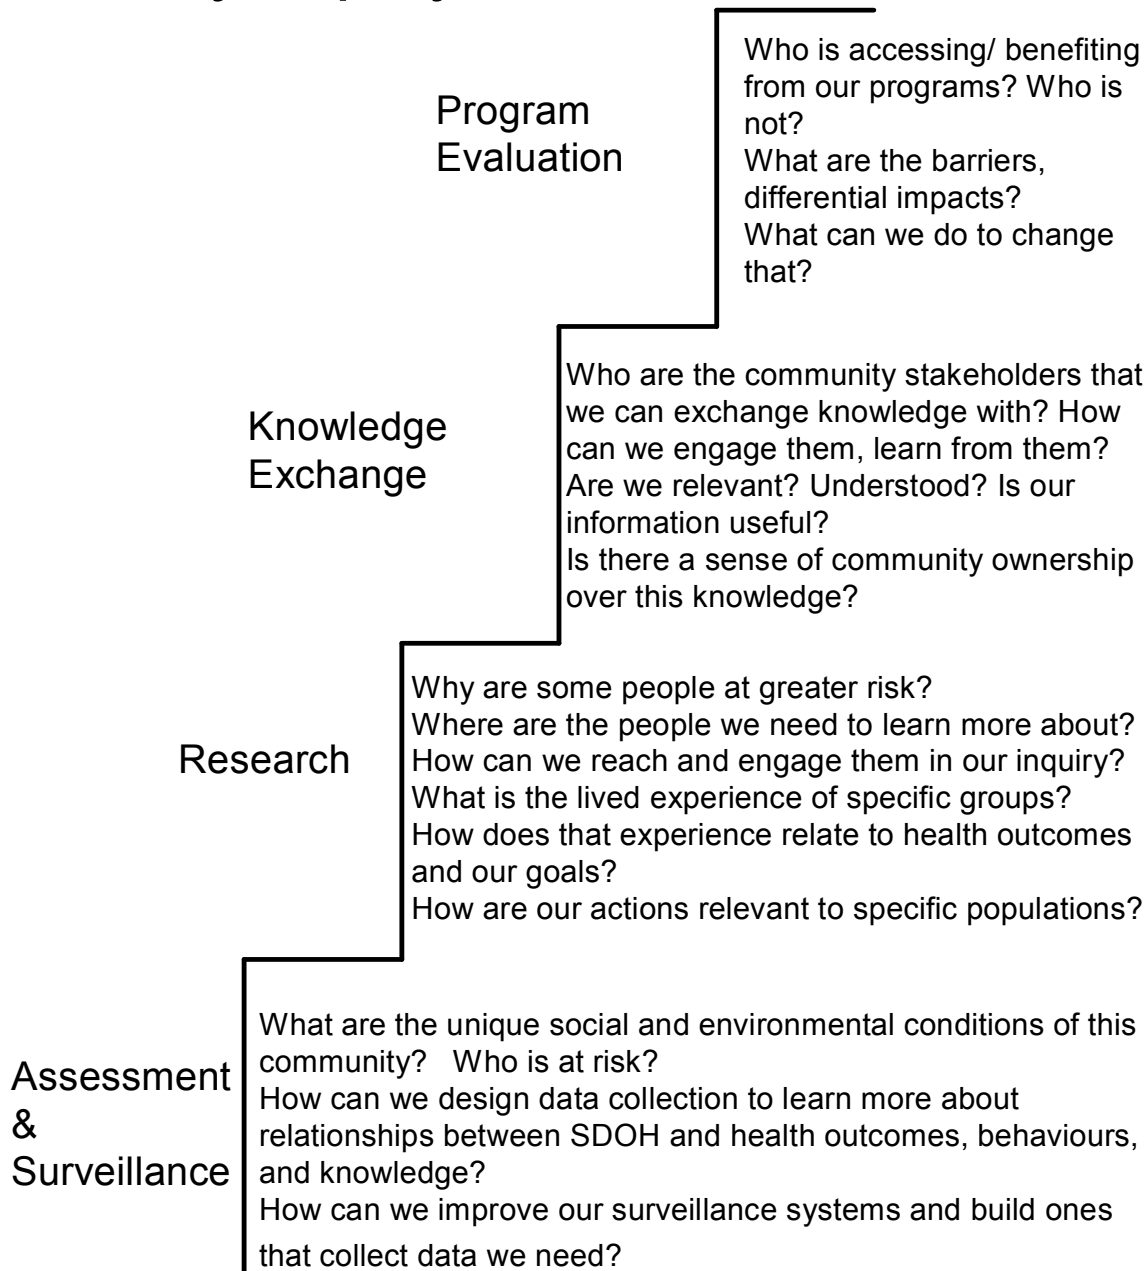 Program
Evaluation
Who is accessing/ benefiting
from our programs? Who is
not?
What are the barriers,
differential impacts?
What can we do to change
that?
Knowledge
Exchange
Who are the community stakeholders that
we can exchange knowledge with? How
can we engage them, learn from them?
Are we relevant? Understood? Is our
information useful?
Is there a sense of community ownership
over this knowledge?
Research
Why are some people at greater risk?
Where are the people we need to learn more about?
How can we reach and engage them in our inquiry?
What is the lived experience of specific groups?
How does that experience relate to health outcomes
and our goals?
How are our actions relevant to specific populations?
Assessment
&
Surveillance
What are the unique social and environmental conditions of this
community?   Who is at risk?
How can we design data collection to learn more about
relationships between SDOH and health outcomes, behaviours,
and knowledge?
How can we improve our surveillance systems and build ones
that collect data we need?